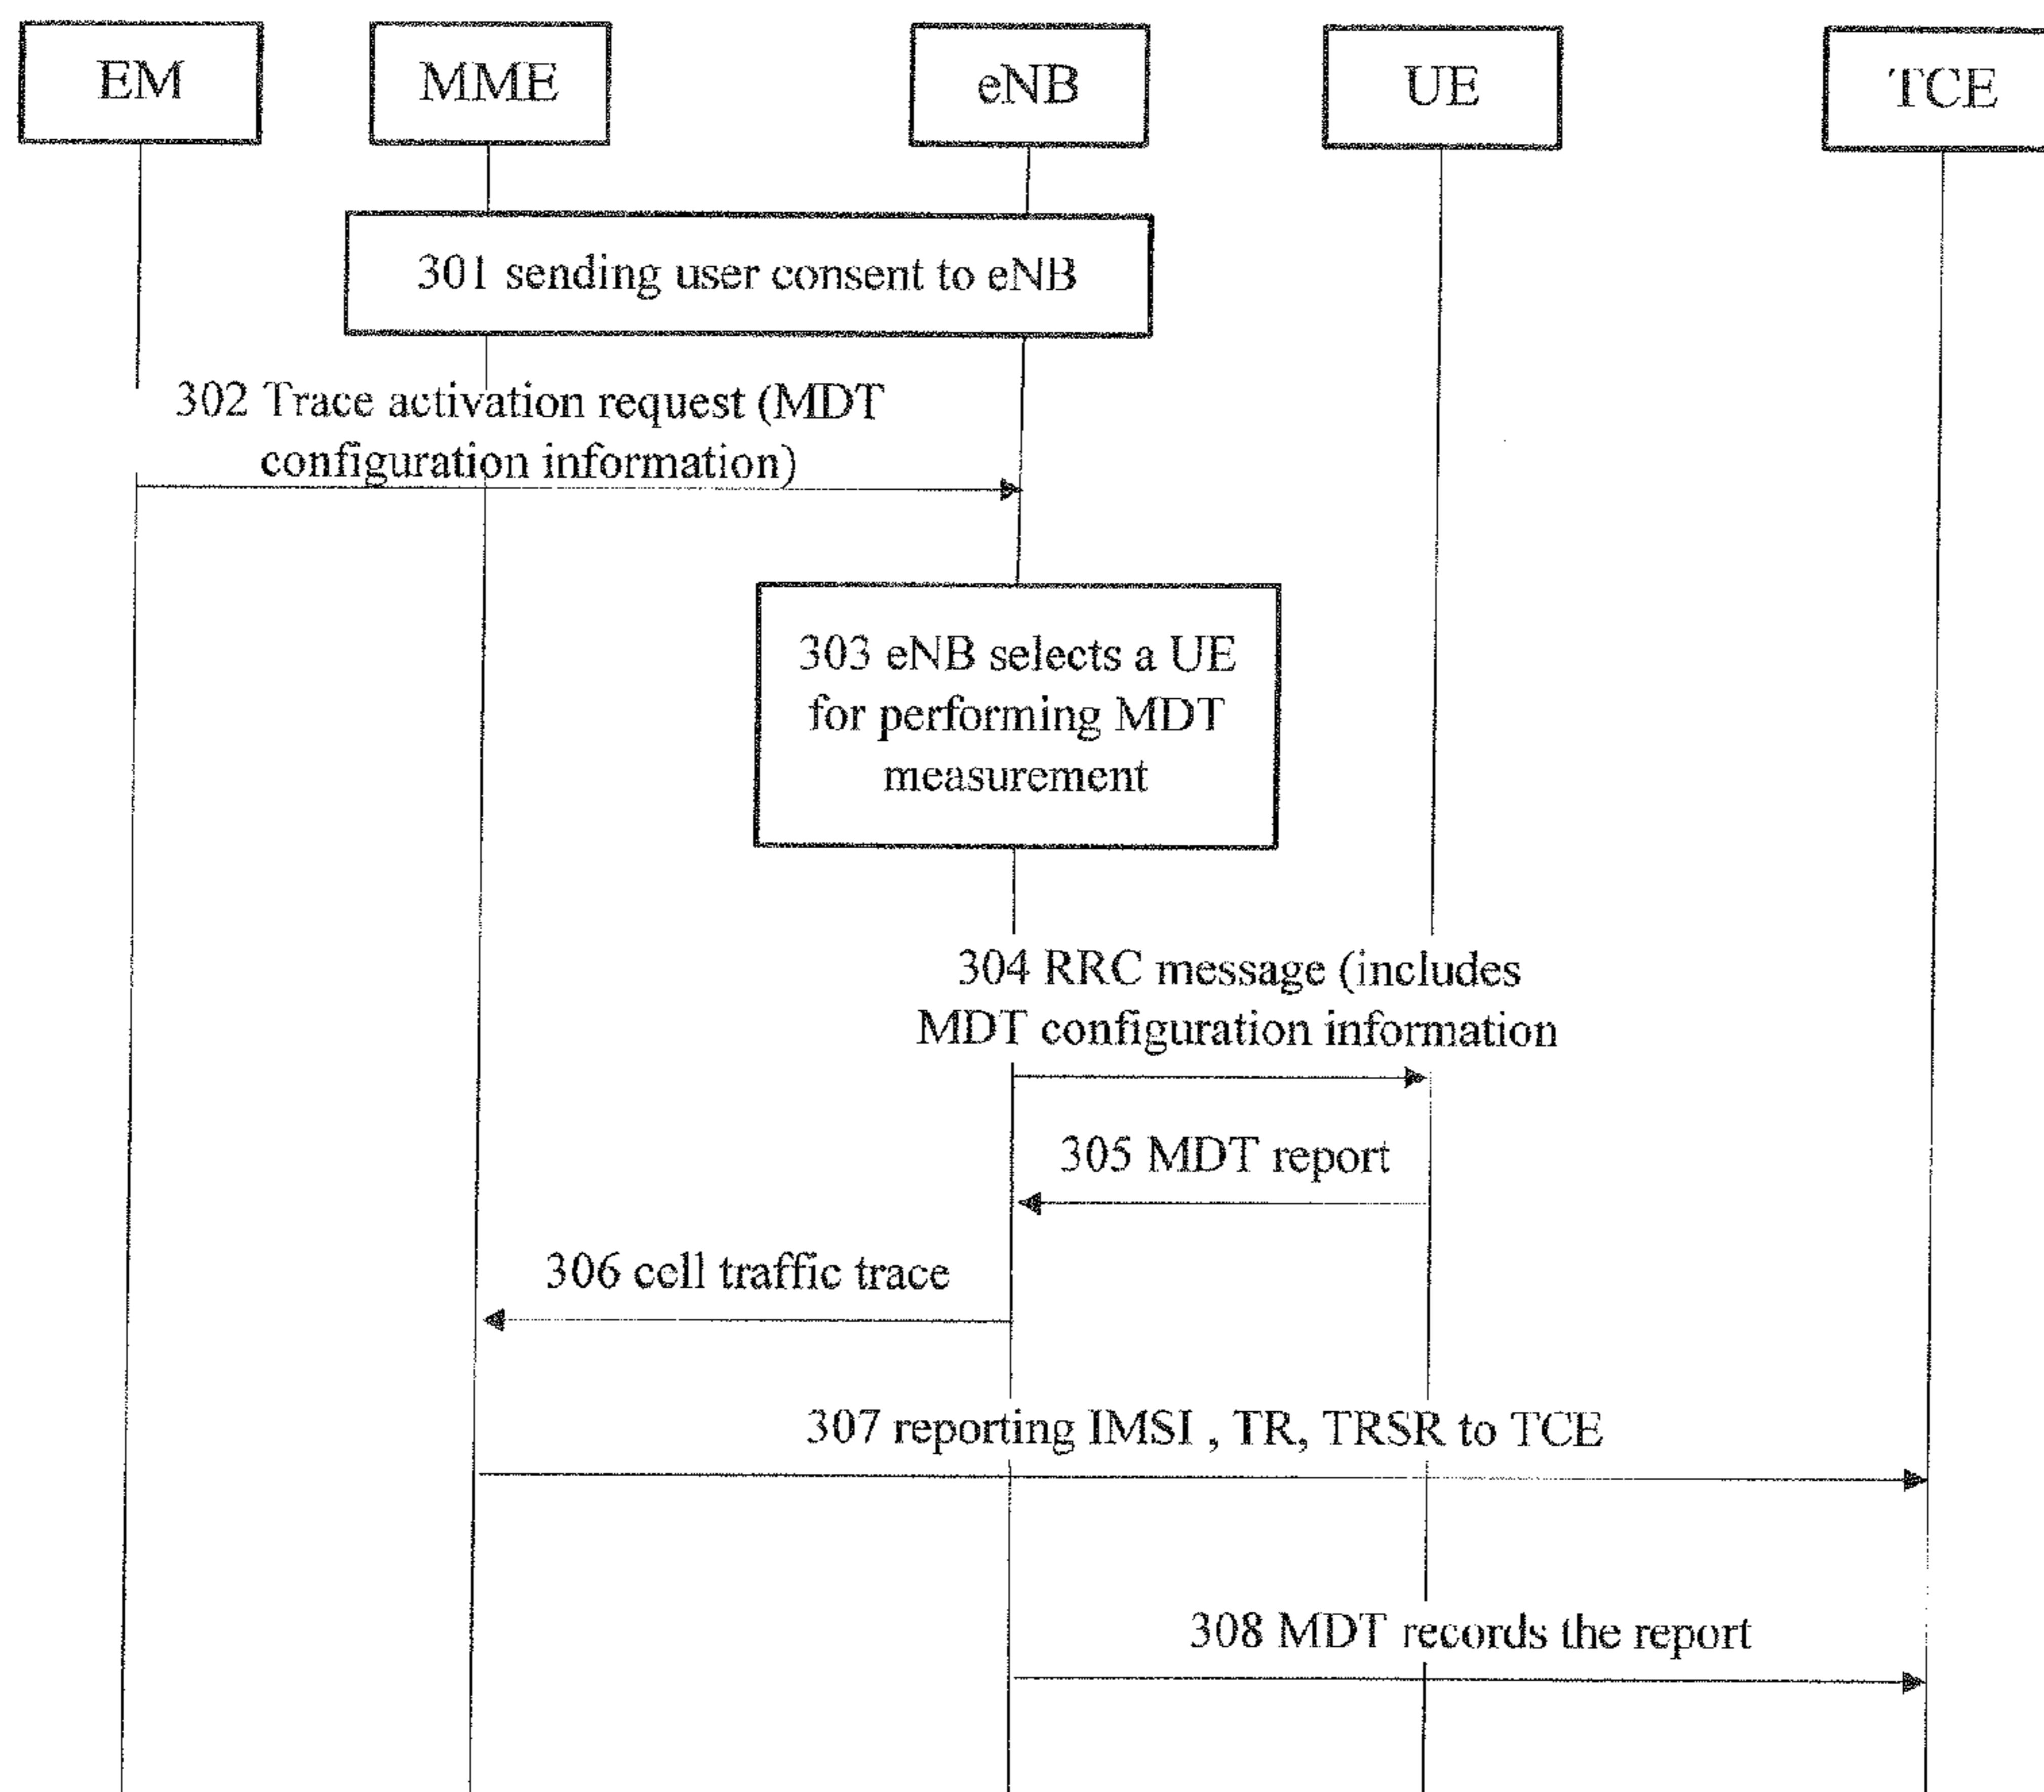 EM
MME
eNB
UE
TCE
301 sending user consent to eNB
302 Trace activation request (MDT
configuration information)
303 eNB selects a UE
for performing MDT
measurement
304 RRC message (includes
MDT configuration information
305 MDT report
306 cell traffic trace
307 reporting IMSI , TR, TRSR to TCE
308 MDT records the report